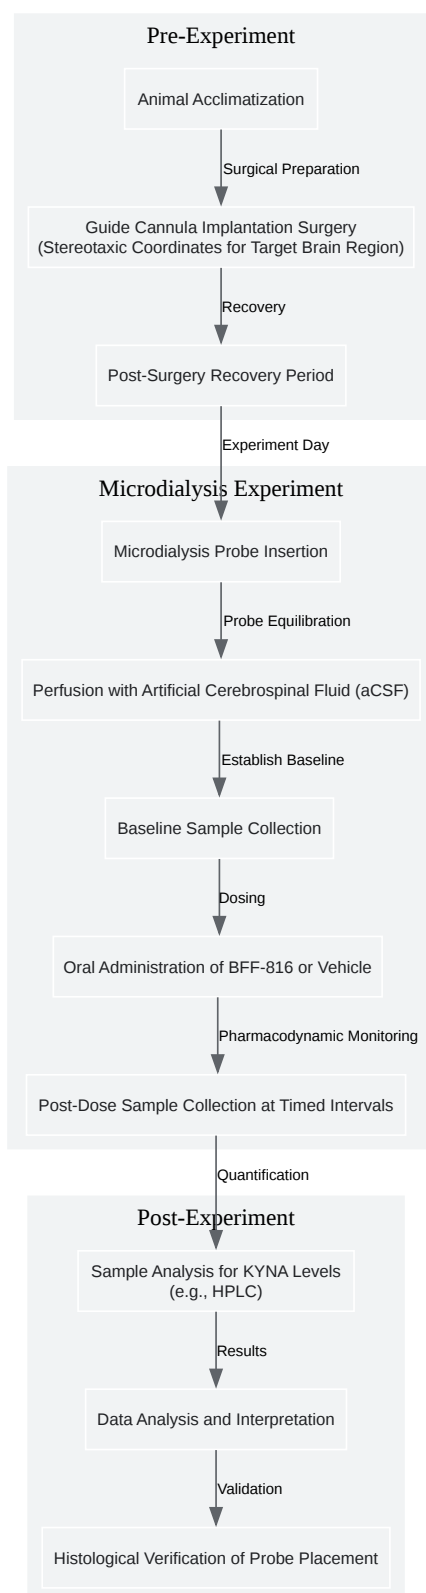 Pre-Experiment
Animal Acclimatization
Surgical Preparation
Guide Cannula Implantation Surgery
(Stereotaxic Coordinates for Target Brain Region)
Recovery
Post-Surgery Recovery Period
Experiment Day
Microdialysis Experiment
Microdialysis Probe Insertion
Probe Equilibration
Perfusion with Artificial Cerebrospinal Fluid (aCSF)
Establish Baseline
Baseline Sample Collection
Dosing
Oral Administration of BFF-816 or Vehicle
Pharmacodynamic Monitoring
Post-Dose Sample Collection at Timed Intervals
Quantification
Post-Experiment
Sample Analysis for KYNA Levels
(e.g., HPLC)
Results
Data Analysis and Interpretation
Validation
Histological Verification of Probe Placement